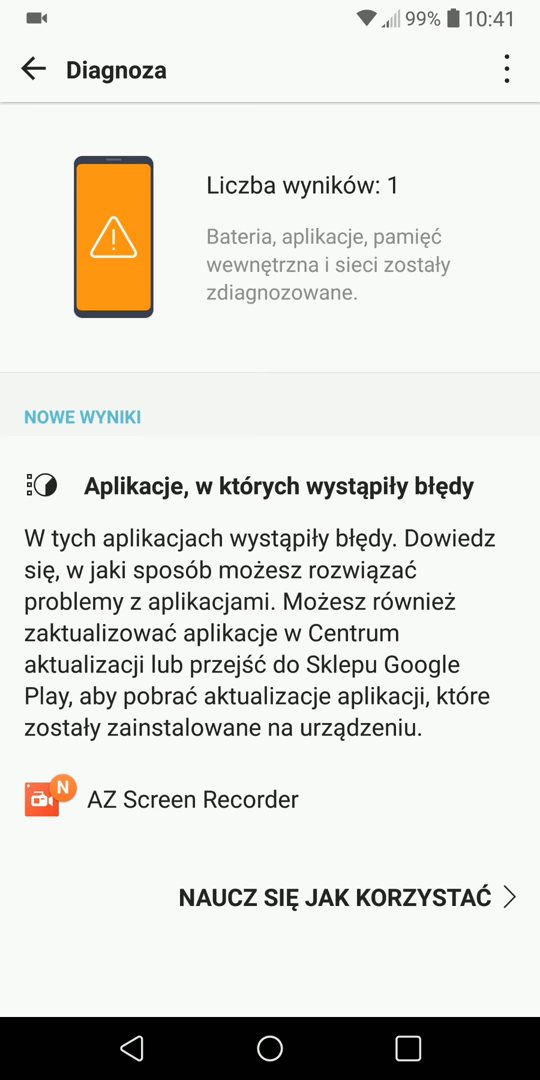 99% 10:41
Diagnoza
Liczba wyników: 1
Bateria, aplikacje, pamięć
wewnętrzna i sieci zostały
zdiagnozowane.
NOWE WYNIKI
Aplikacje, w których wystąpiły błędy
W tych aplikacjach wystąpiły błędy. Dowiedz
się, w jaki sposób możesz rozwiązać
problemy z aplikacjami. Możesz również
zaktualizować aplikacje w Centrum
aktualizacji lub przejść do Sklepu Google
Play, aby pobrać aktualizacje aplikacji, które
zostały zainstalowane na urządzeniu.
N
AZ Screen Recorder
NAUCZ SIĘ JAK KORZYSTAĆ